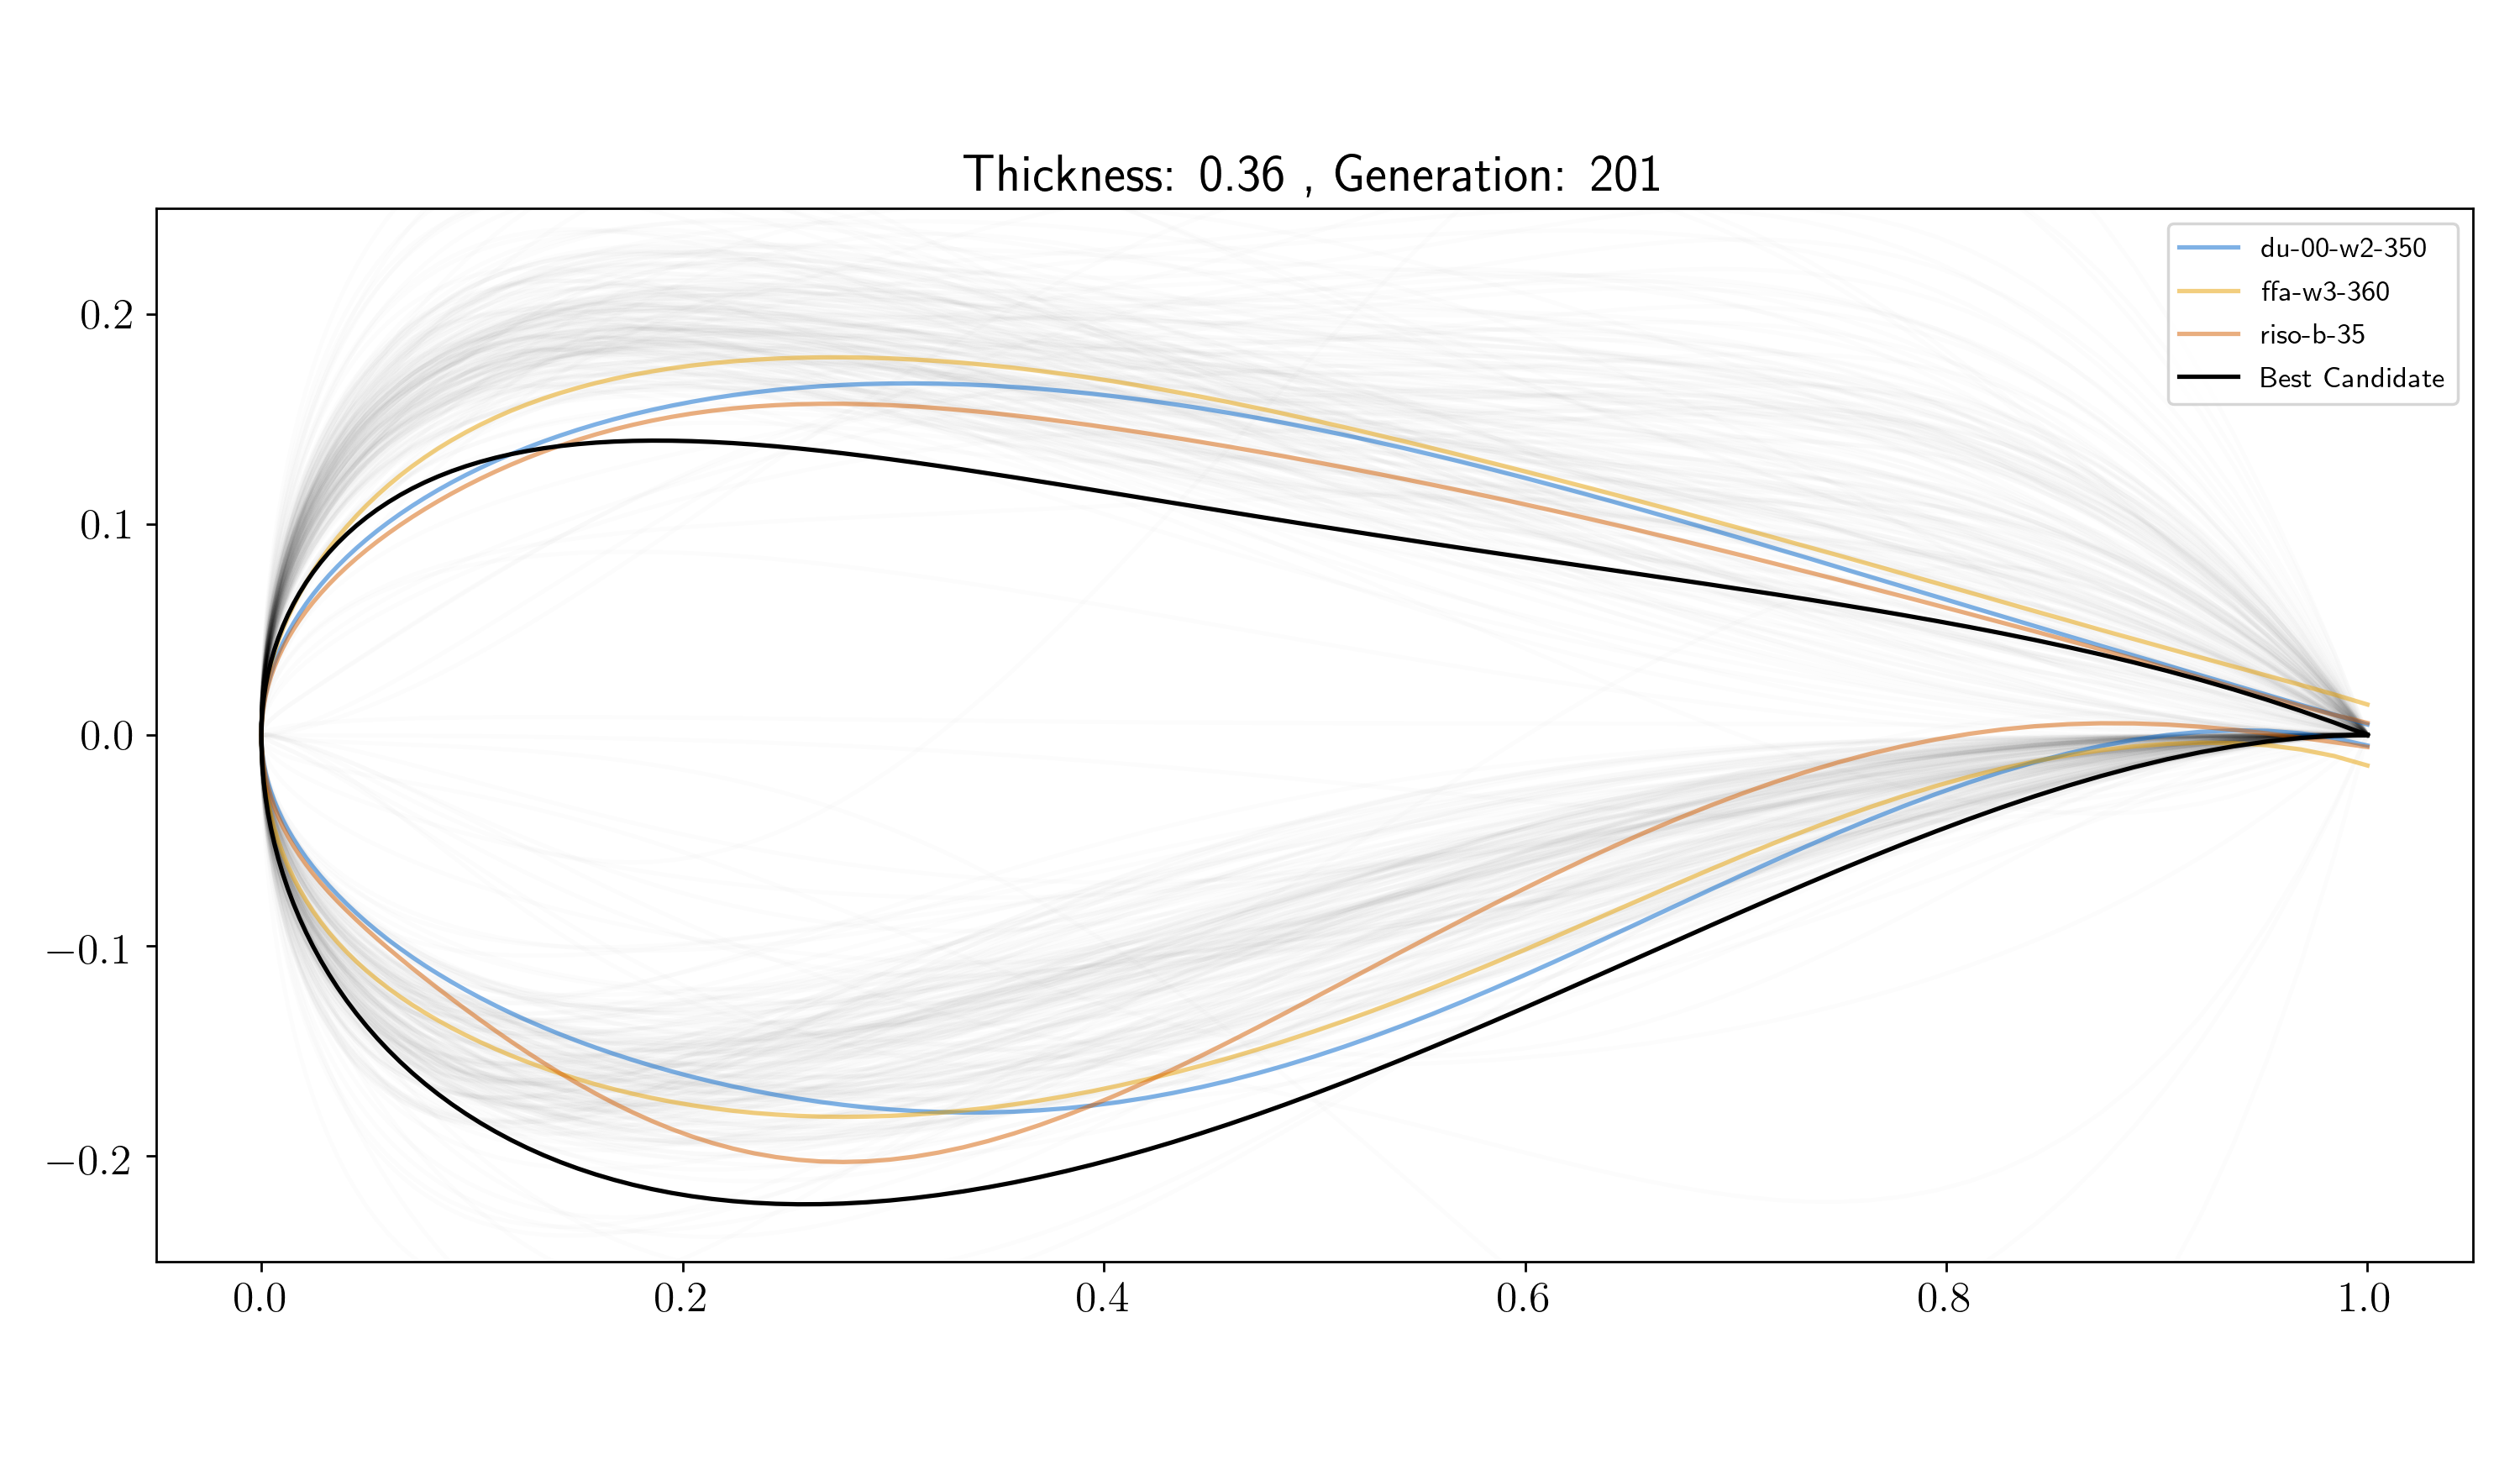 Thickness: 0.36 , Generation: 201
du-00-w2-350
ffa-w3-360
riso-b-35
Best Candidate
0.2
0.1
0.0
−0.1
−0.2
0.0 0.2 0.4 0.6 0.8 1.0